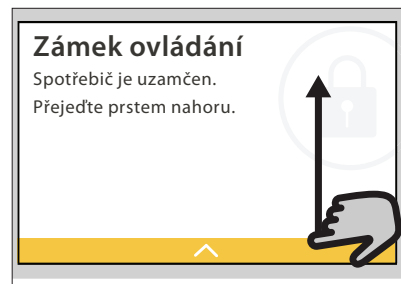 Zámek ovládání
Spotřebič je uzamčen.
Přejeďte prstem nahoru.